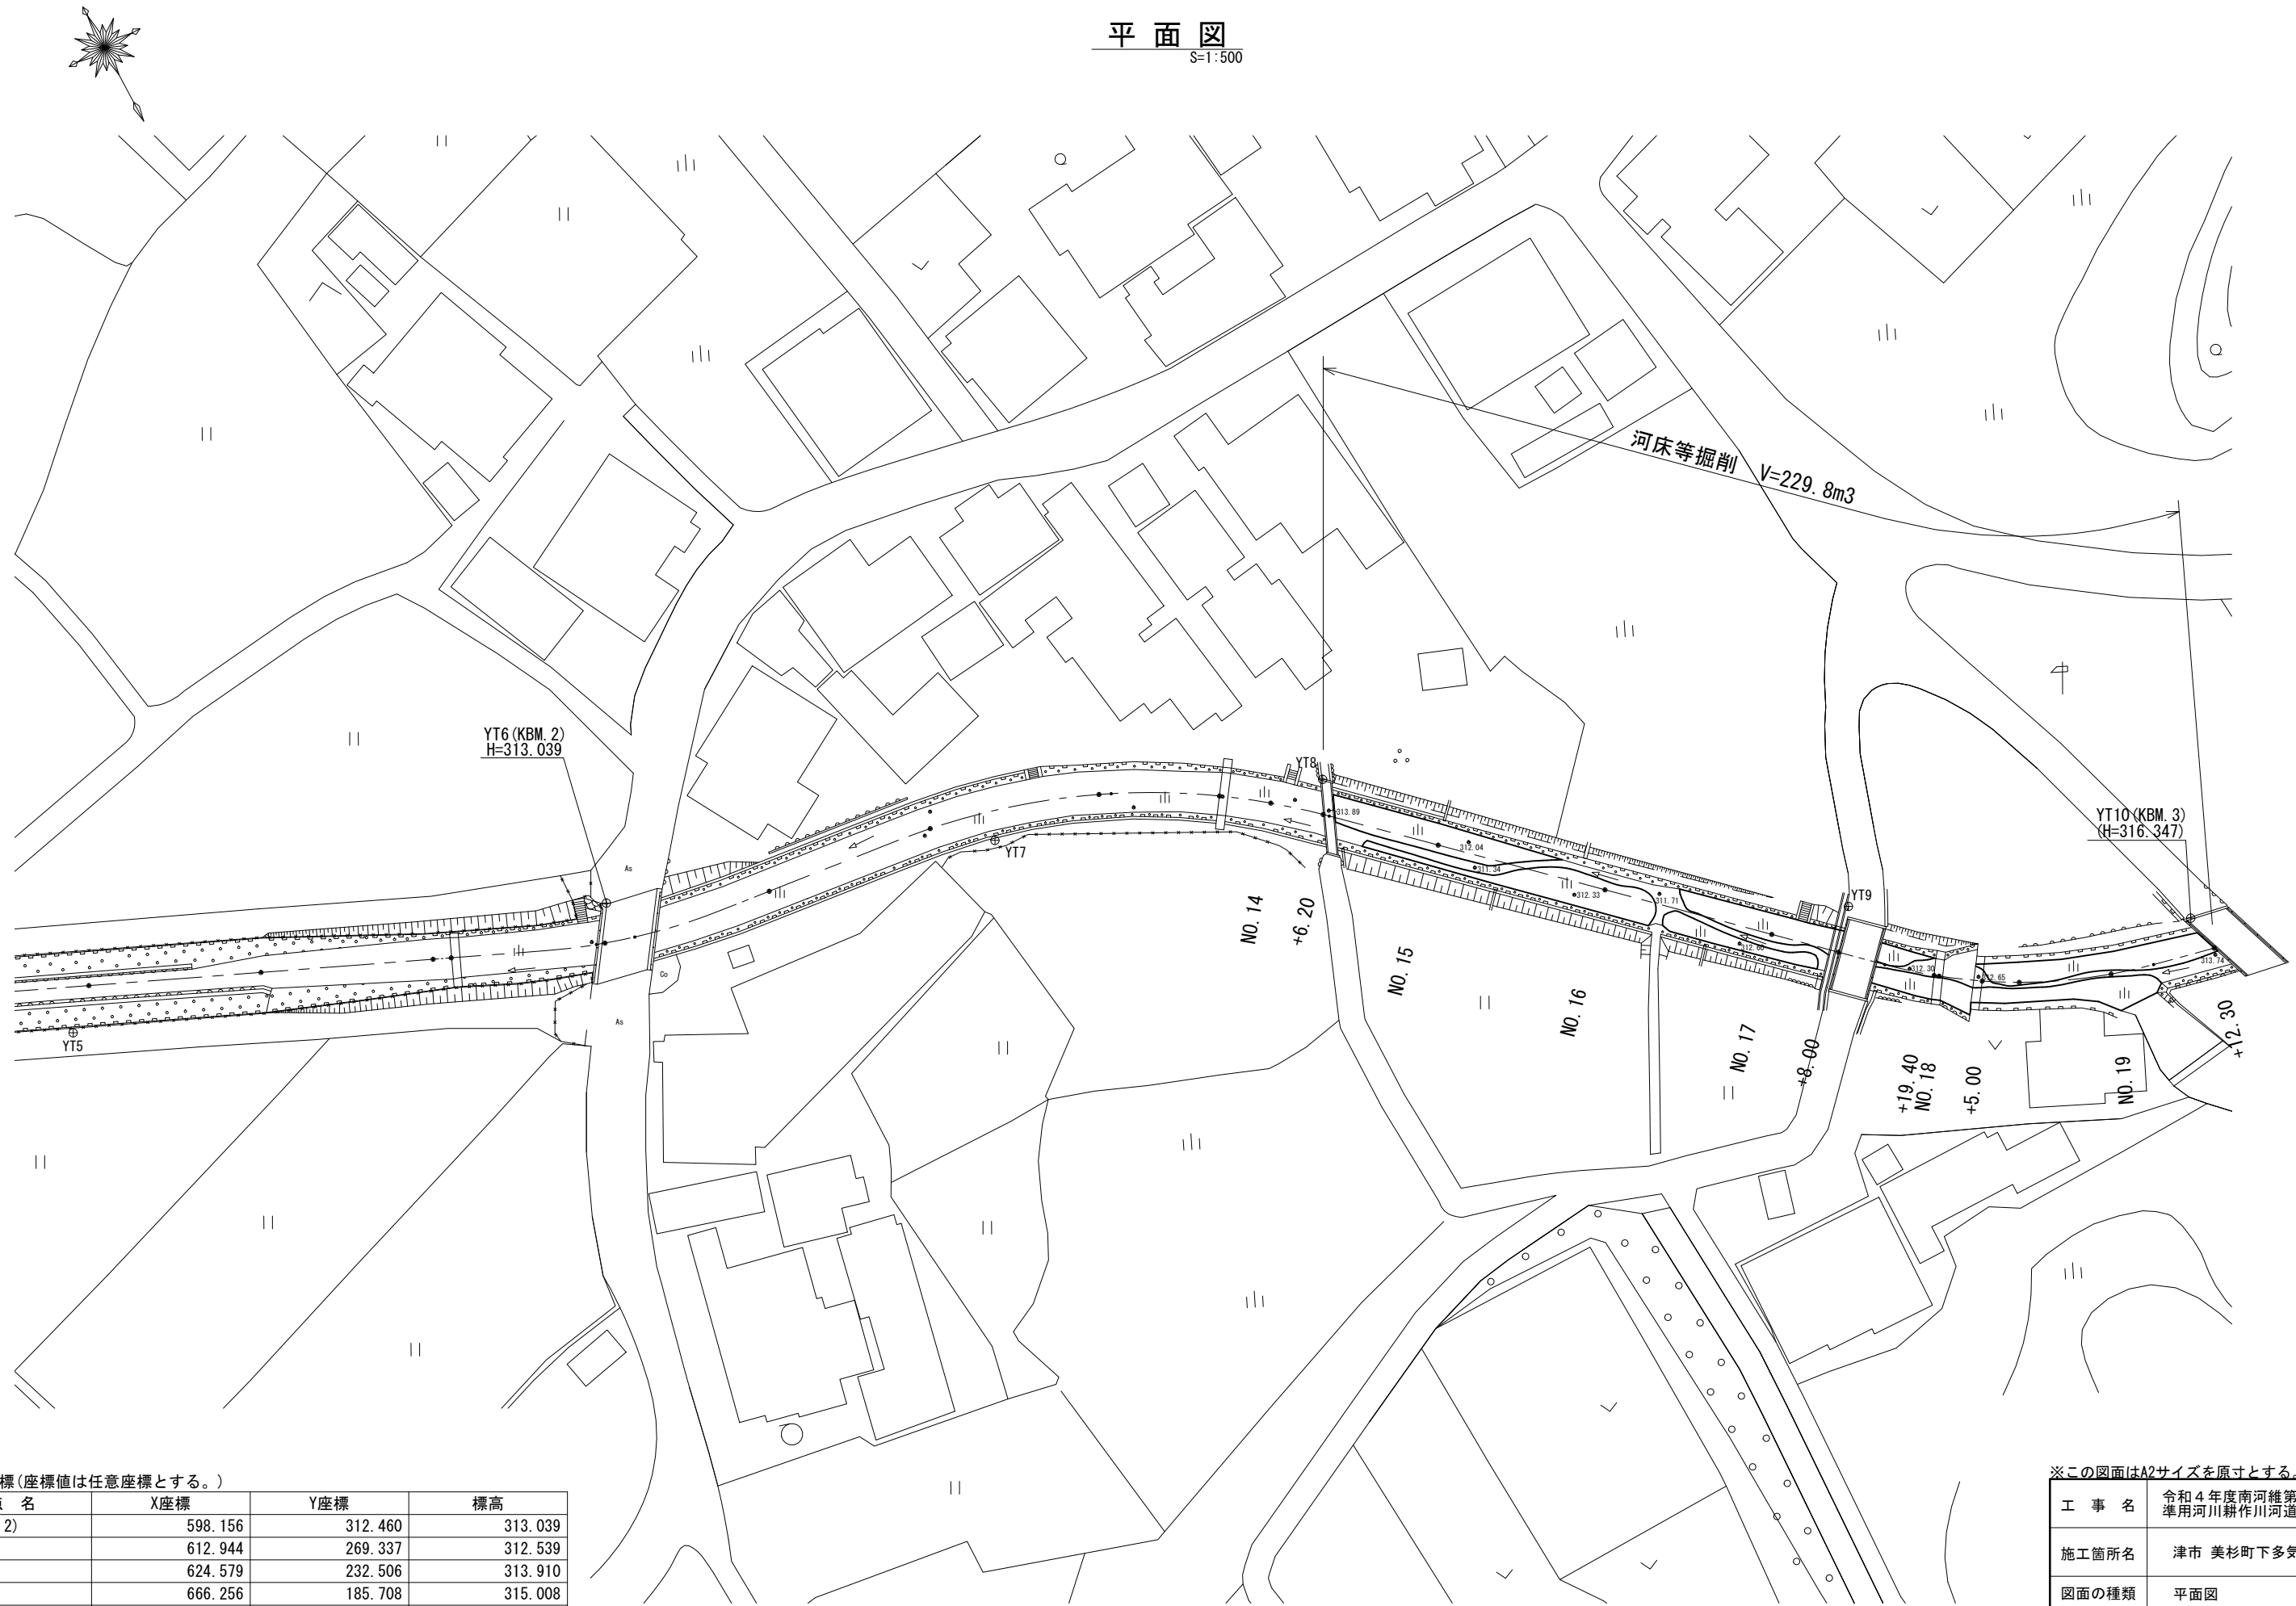 平 面 図
S=1:500
河床等掘削 V=229.8m3
YT6(KBM.2)
H=313.039
YT8
YT7
YT9
YT10(KBM.3)
(H=316.347)
YT5
As
As
Co
313.89
312.04
311.34
312.33
311.71
312.30
312.65
313.74
NO.14
+6.20
NO.15
NO.16
NO.17
+8.00
+19.40
NO.18
+5.00
NO.19
+12.30
標(座標値は任意座標とする。)
名 X座標 Y座標 標高
2) 598.156 312.460 313.039
612.944 269.337 312.539
624.579 232.506 313.910
666.256 185.708 315.008
※この図面はA2サイズを原寸とする。
工 事 名 令和4年度南河維第
準用河川耕作川河道
施工箇所名 津市 美杉町下多気
図面の種類 平面図